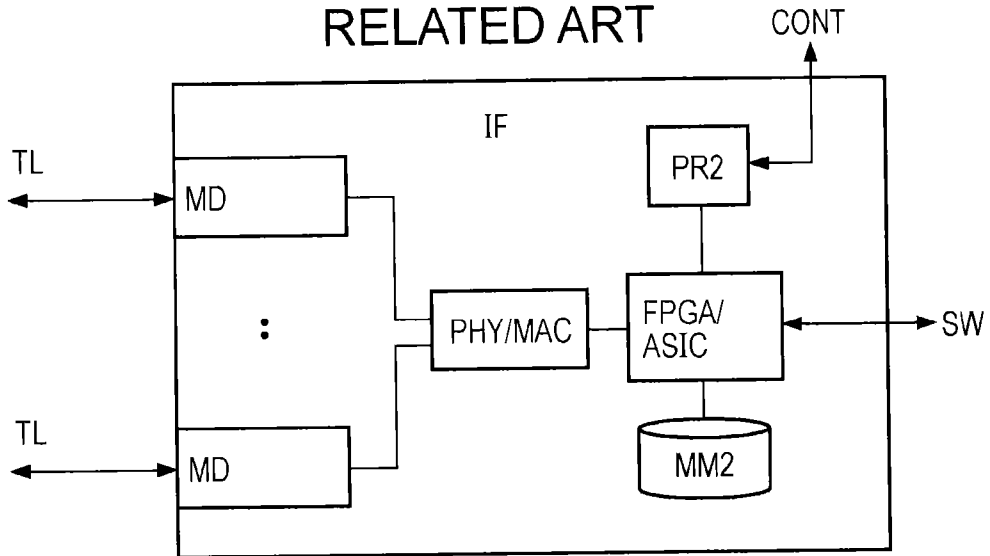 RELATED ART
CONT
IF
TL
MD
PR2
PHY/MAC
FPGA/
ASIC
SW
TL
MD
MM2